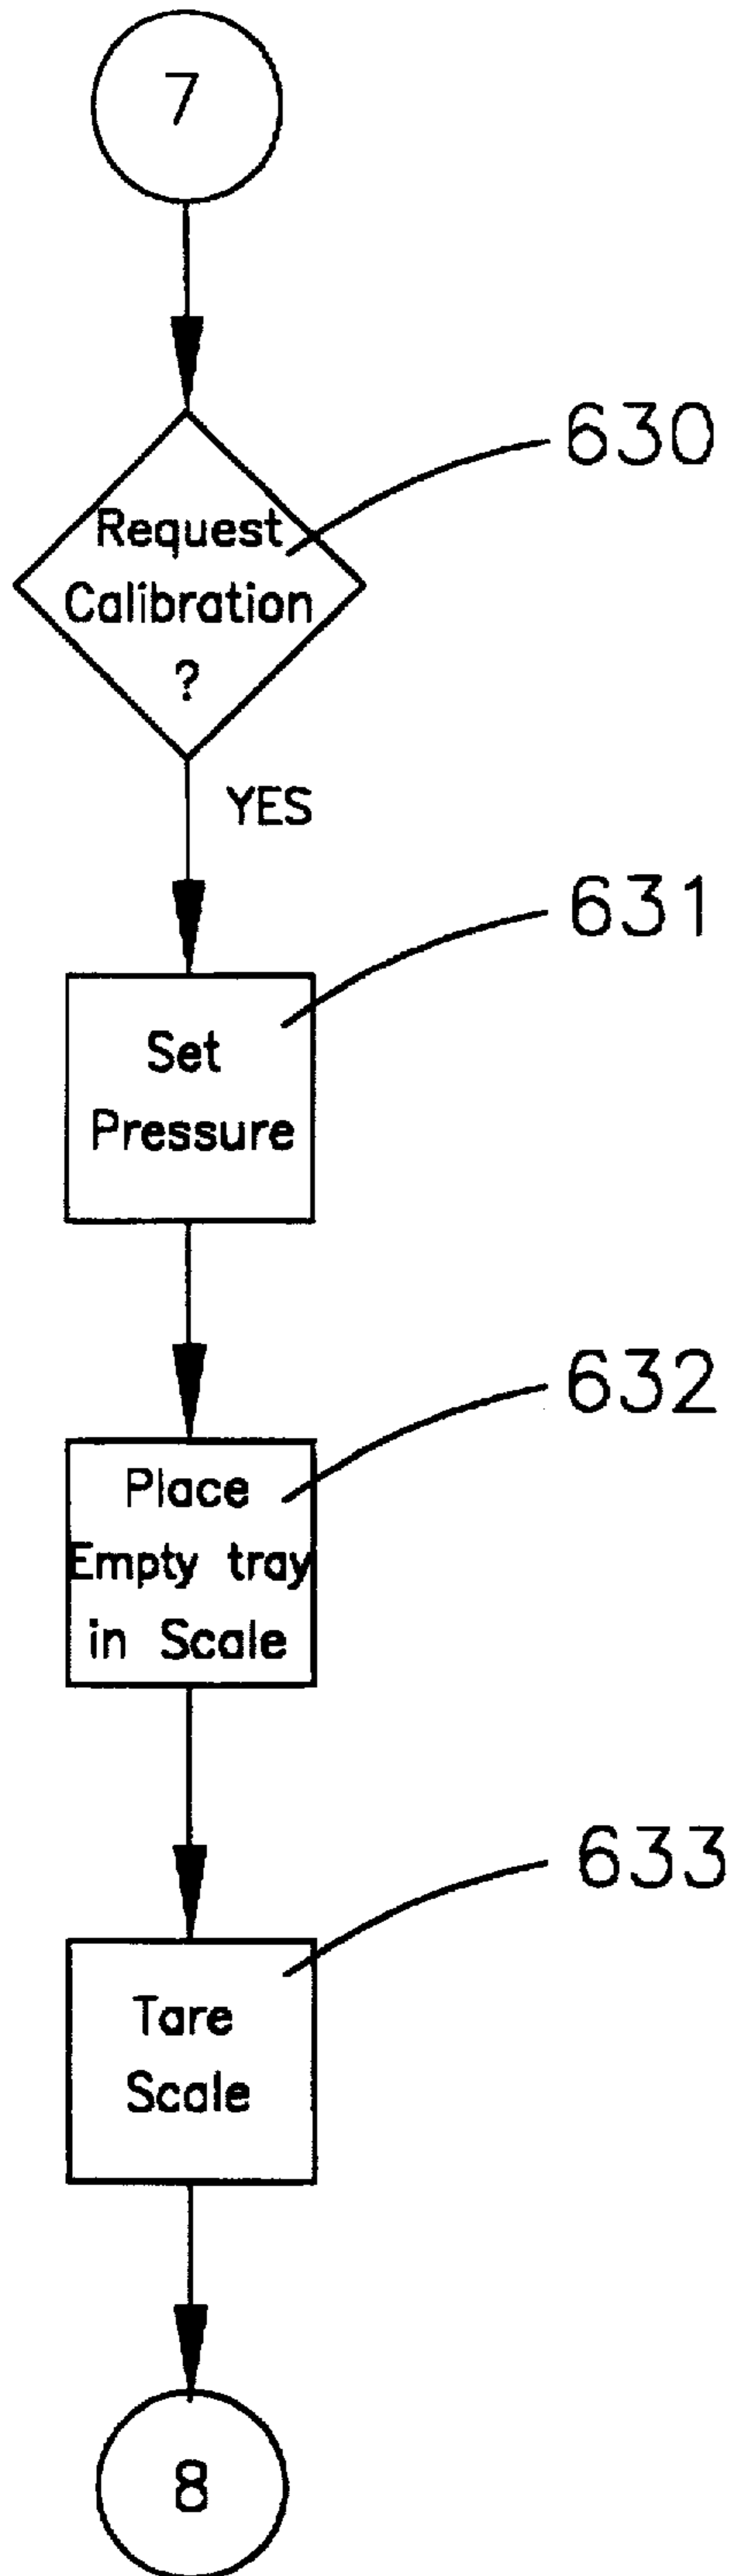 7
630
Request
Calibration
?
YES
631
Set
Pressure
632
Place
Empty tray
in Scale
633
Tare
Scale
8